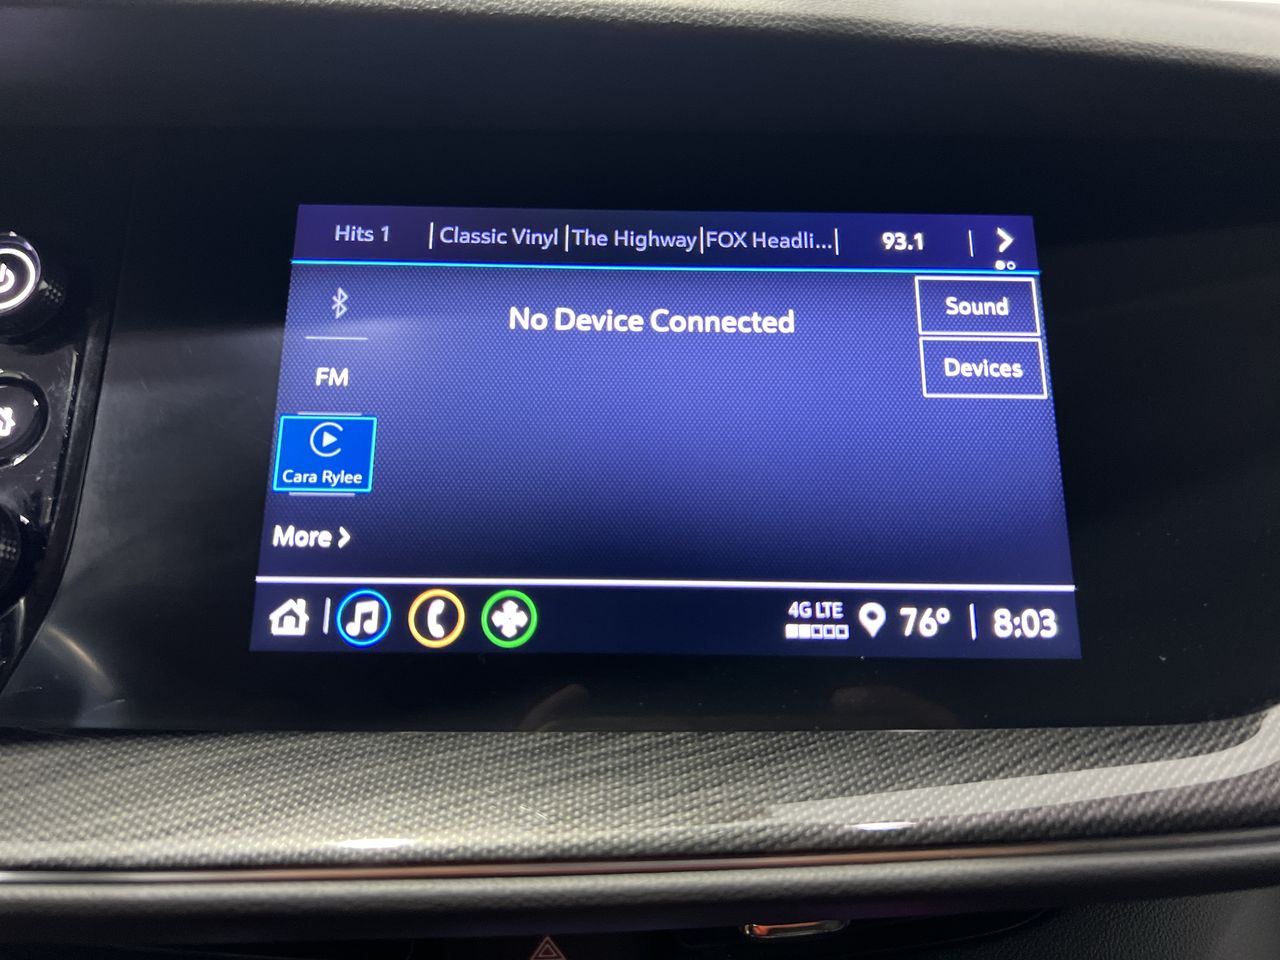 Hits 1 | Classic Vinyl | The Highway | FOX Headli... | 93.1
No Device Connected
Sound
Devices
FM
Cara Rylee
More
4G LTE
76° | 8:03